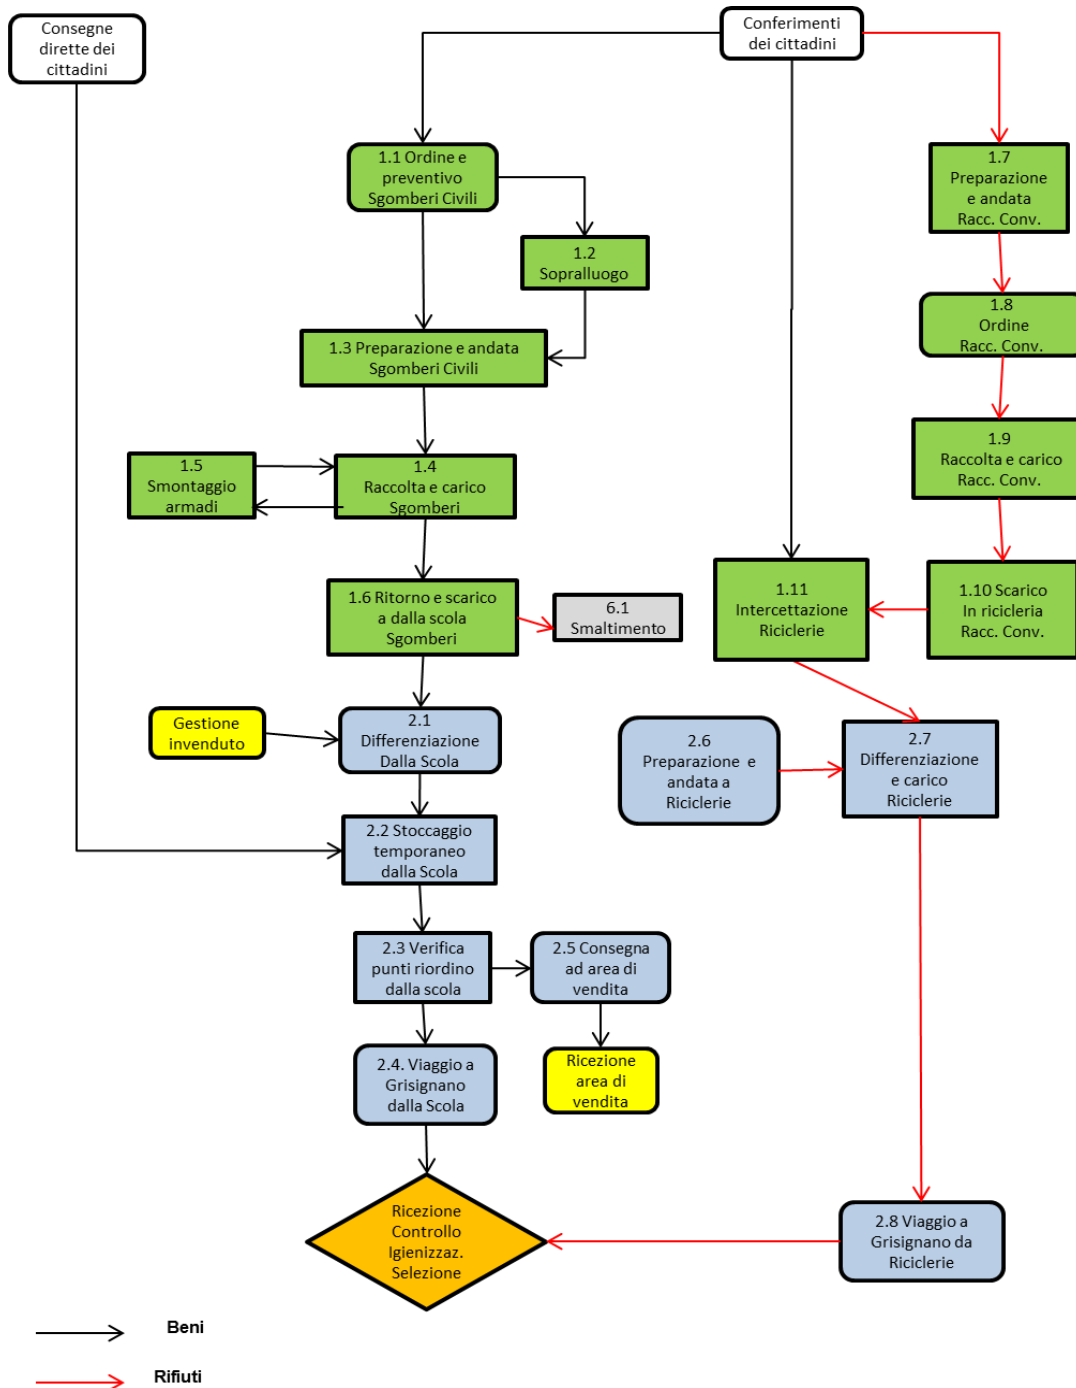 Consegne
dirette dei
cittadini
Conferimenti
dei cittadini
1.1 Ordine e
preventivo
Sgomberi Civili
1.7
Preparazione
e andata
Racc. Conv.
1.2
Sopralluogo
1.8
Ordine
Racc. Conv.
1.3 Preparazione e andata
Sgomberi Civili
1.5
Smontaggio
armadi
1.4
Raccolta e carico
Sgomberi
1.9
Raccolta e carico
Racc. Conv.
1.6 Ritorno e scarico
a dalla scola
Sgomberi
6.1
Smaltimento
1.11
Intercettazione
Riciclerie
1.10 Scarico
In ricicleria
Racc. Conv.
Gestione
invenduto
2.1
Differenziazione
Dalla Scola
2.6
Preparazione e
andata a
Riciclerie
2.7
Differenziazione
e carico
Riciclerie
2.2 Stoccaggio
temporaneo
dalla Scola
2.3 Verifica
punti riordino
dalla scola
2.5 Consegna
ad area di
vendita
2.4. Viaggio a
Grisignano
dalla Scola
Ricezione
area di
vendita
Ricezione
Controllo
Igienizzaz.
Selezione
2.8 Viaggio a
Grisignano da
Riciclerie
Beni
Rifiuti